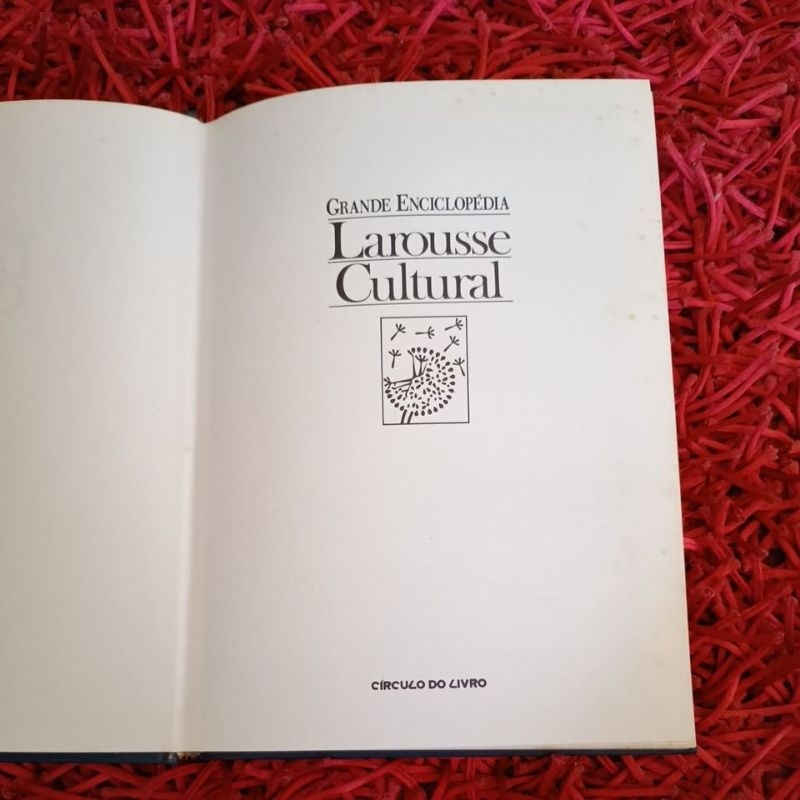 GRANDE ENCICLOPÉDIA
Larousse
Cultural
CÍRCULO DO LIVRO